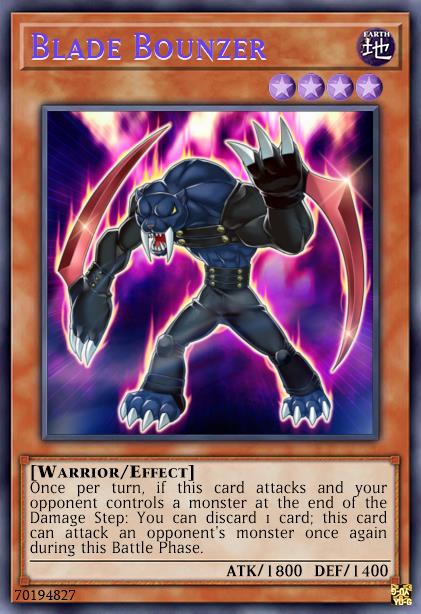 BLADE BOUNZER
EARTH
地
[WARRIOR/EFFECT]
Once per turn, if this card attacks and your
opponent controls a monster at the end of the
Damage Step: You can discard 1 card; this card
can attack an opponent's monster once again
during this Battle Phase.
ATK/1800 DEF/1400
70194827